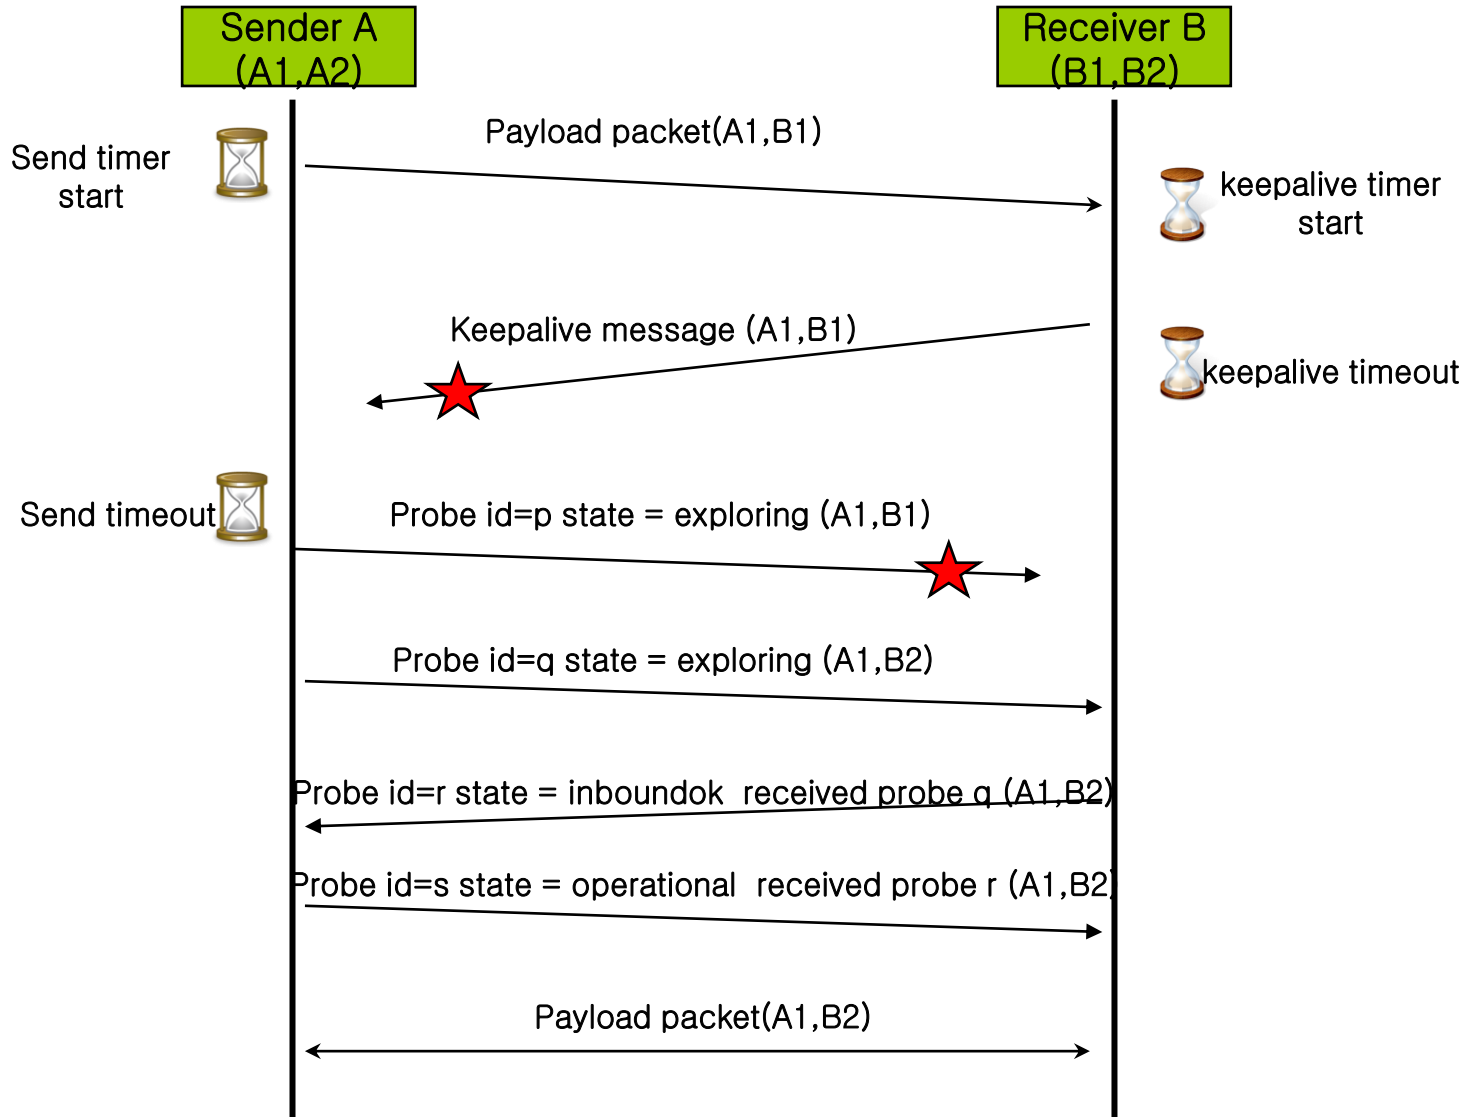 Sender A
(A1,A2)
Receiver B
(B1,B2)
Payload packet(A1,B1)
Send timer
start
keepalive timer
start
Keepalive message (A1,B1)
keepalive timeout
Send timeout
Probe id=p state = exploring (A1,B1)
Probe id=q state = exploring (A1,B2)
Probe id=r state = inboundok  received probe q (A1,B2)
Probe id=s state = operational  received probe r (A1,B2)
Payload packet(A1,B2)